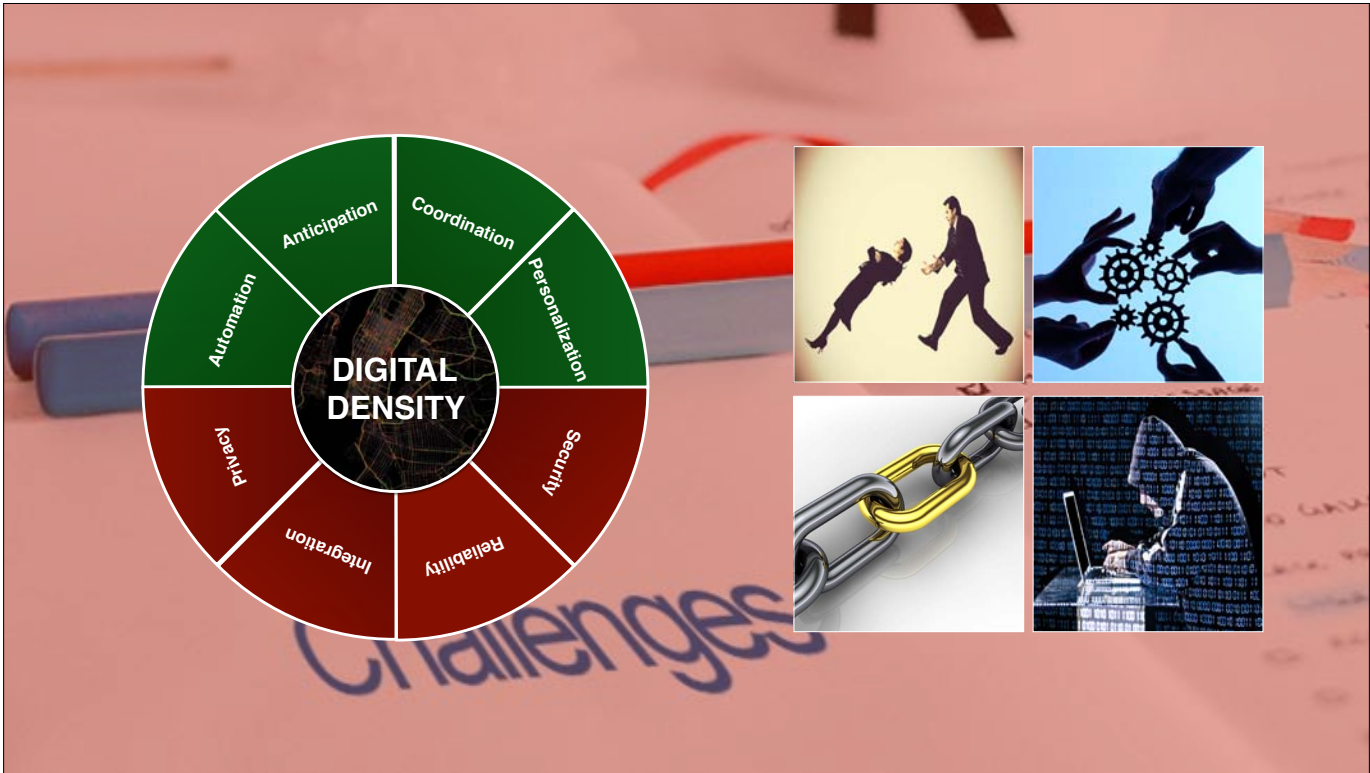 Anticipation
Coordination
Automation
Personalization
DIGITAL
DENSITY
Privacy
Security
Integration
Reliability
Challenges